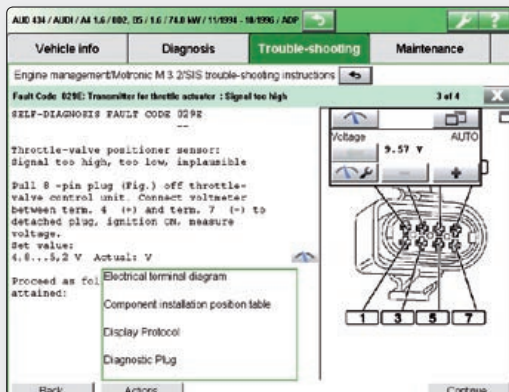 AUD 434 / AUDI / A4 1,6 / 8D2, D5 / 1.6 / 74.0 kW / 11/1994 - 10/1996 / ADP
?
Vehicle info
Diagnosis
Trouble-shooting
Maintenance
Engine management/Motronic M 3.2/SIS trouble-shooting instructions
Fault Code 029E: Transmitter for throttle actuator : Signal too high
3 of 4
X
SELF-DIAGNOSIS FAULT CODE 029E
--
Throttle-valve positioner sensor:
Signal too high, too low, implausible
Pull 8 -pin plug (Fig.) off throttle-
valve control unit. Connect voltmeter
between term. 4 (+) and term. 7 (-) to
detached plug, ignition ON, measure
voltage.
Set value:
4.8...5,2 V Actual: V
Proceed as fol
attained:
Electrical terminal diagram
Component installation position table
Display Protocol
Diagnostic Plug
Voltage
AUTO
9.57 V
-
+
1 3 5 7
Back
Actions
Continue